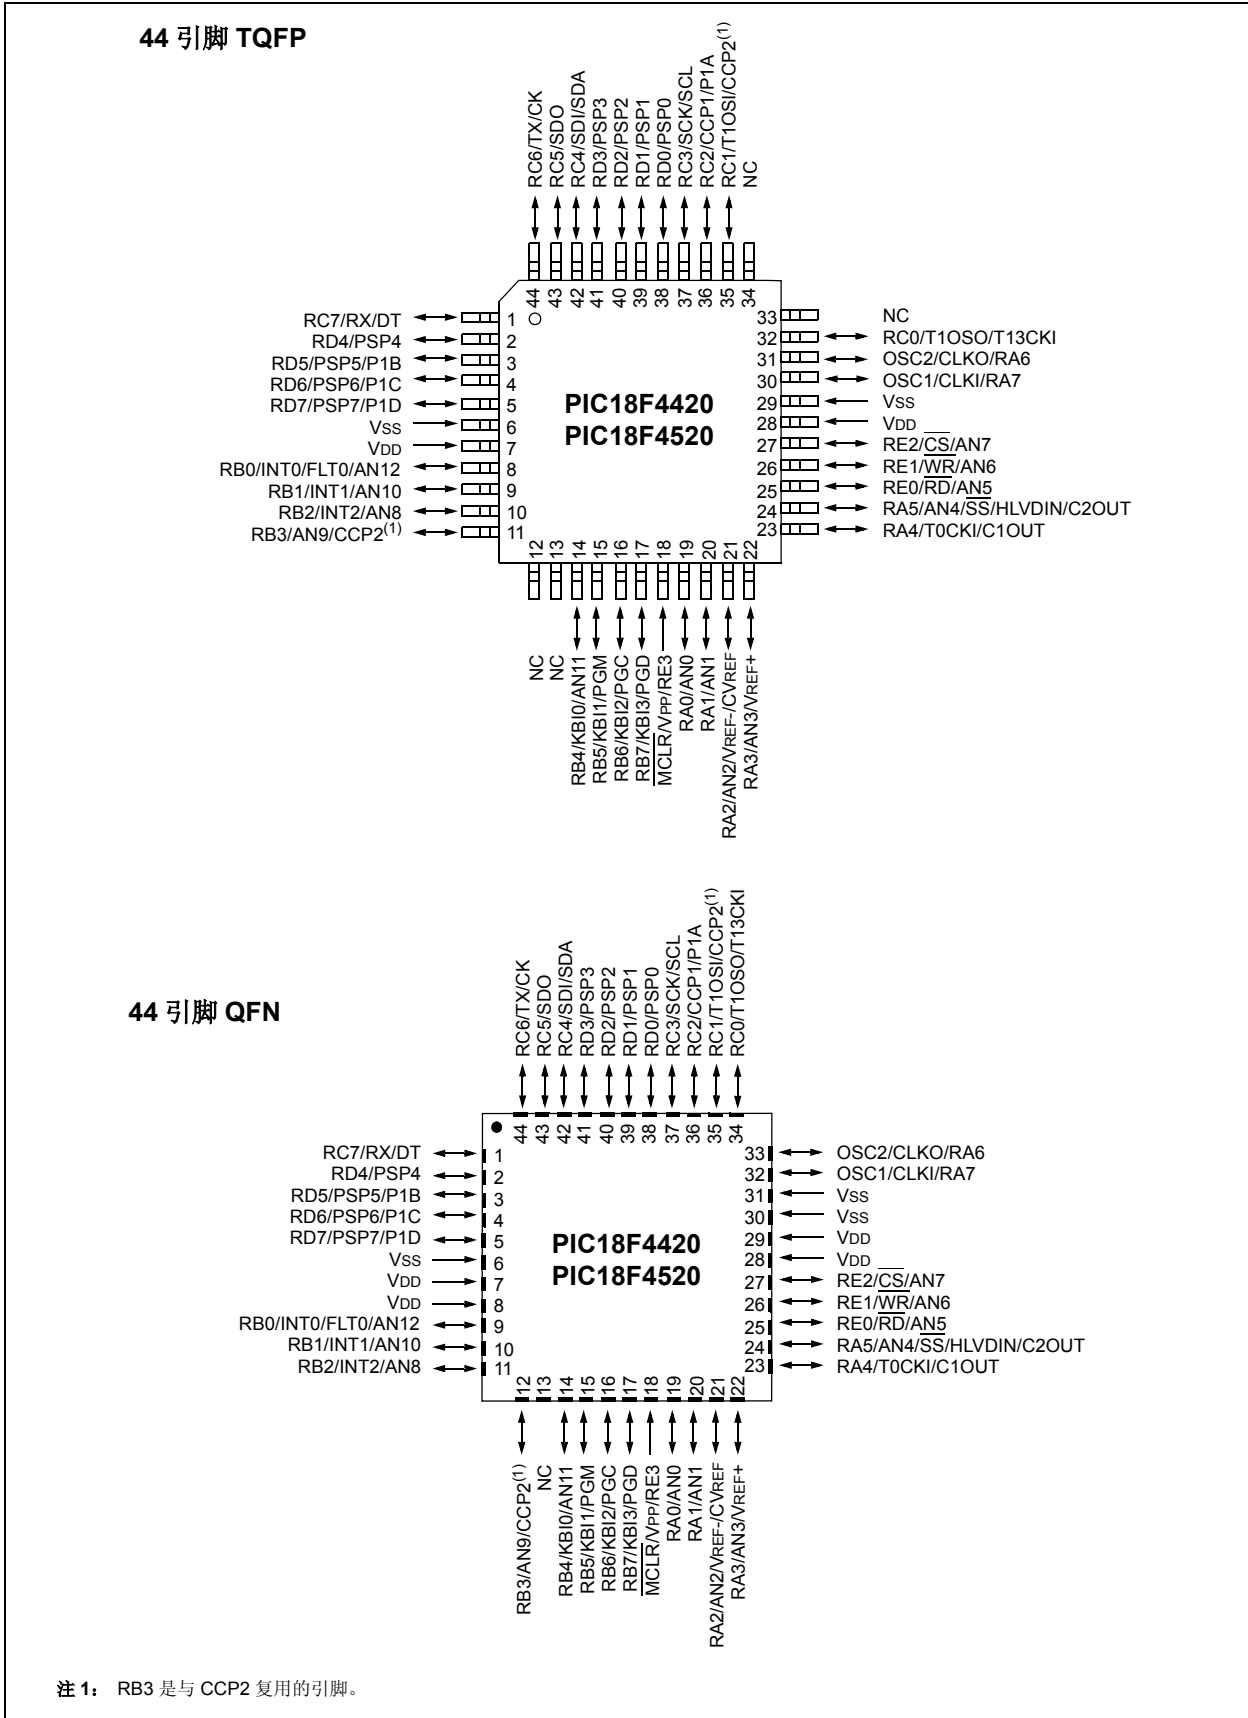 44 引脚 TQFP
RC6/TX/CK
RC5/SDO
RC4/SDI/SDA
RD3/PSP3
RD2/PSP2
RD1/PSP1
RD0/PSP0
RC3/SCK/SCL
RC2/CCP1/P1A
RC1/T1OSI/CCP2(1)
NC
44 43 42 41 40 39 38 37 36 35 34
RC7/RX/DT 1
RD4/PSP4 2
RD5/PSP5/P1B 3
RD6/PSP6/P1C 4
RD7/PSP7/P1D 5
VSS 6
VDD 7
RB0/INT0/FLT0/AN12 8
RB1/INT1/AN10 9
RB2/INT2/AN8 10
RB3/AN9/CCP2(1) 11
PIC18F4420
PIC18F4520
33 NC
32 RC0/T1OSO/T13CKI
31 OSC2/CLKO/RA6
30 OSC1/CLKI/RA7
29 VSS
28 VDD
27 RE2/CS/AN7
26 RE1/WR/AN6
25 RE0/RD/AN5
24 RA5/AN4/SS/HLVDIN/C2OUT
23 RA4/T0CKI/C1OUT
12 13 14 15 16 17 18 19 20 21 22
NC
NC
RB4/KBI0/AN11
RB5/KBI1/PGM
RB6/KBI2/PGC
RB7/KBI3/PGD
MCLR/VPP/RE3
RA0/AN0
RA1/AN1
RA2/AN2/VREF-/CVREF
RA3/AN3/VREF+
44 引脚 QFN
RC6/TX/CK
RC5/SDO
RC4/SDI/SDA
RD3/PSP3
RD2/PSP2
RD1/PSP1
RD0/PSP0
RC3/SCK/SCL
RC2/CCP1/P1A
RC1/T1OSI/CCP2(1)
RC0/T1OSO/T13CKI
44 43 42 41 40 39 38 37 36 35 34
RC7/RX/DT 1
RD4/PSP4 2
RD5/PSP5/P1B 3
RD6/PSP6/P1C 4
RD7/PSP7/P1D 5
VSS 6
VDD 7
VDD 8
RB0/INT0/FLT0/AN12 9
RB1/INT1/AN10 10
RB2/INT2/AN8 11
PIC18F4420
PIC18F4520
33 OSC2/CLKO/RA6
32 OSC1/CLKI/RA7
31 VSS
30 VSS
29 VDD
28 VDD
27 RE2/CS/AN7
26 RE1/WR/AN6
25 RE0/RD/AN5
24 RA5/AN4/SS/HLVDIN/C2OUT
23 RA4/T0CKI/C1OUT
12 13 14 15 16 17 18 19 20 21 22
RB3/AN9/CCP2(1)
NC
RB4/KBI0/AN11
RB5/KBI1/PGM
RB6/KBI2/PGC
RB7/KBI3/PGD
MCLR/VPP/RE3
RA0/AN0
RA1/AN1
RA2/AN2/VREF-/CVREF
RA3/AN3/VREF+
注 1： RB3 是与 CCP2 复用的引脚。